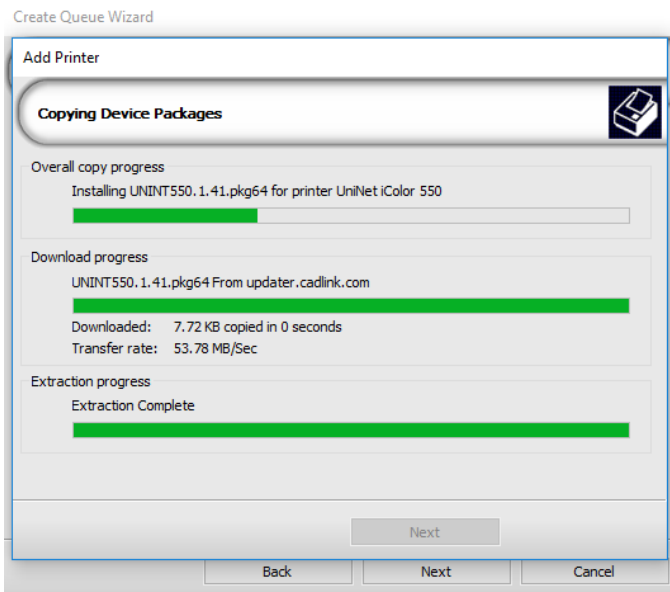 Create Queue Wizard
Add Printer
Copying Device Packages
Overall copy progress
Installing UNINT550.1.41.pkg64 for printer UniNet iColor 550
Download progress
UNINT550.1.41.pkg64 From updater.cadlink.com
Downloaded: 7.72 KB copied in 0 seconds
Transfer rate: 53.78 MB/Sec
Extraction progress
Extraction Complete
Next
Back Next Cancel